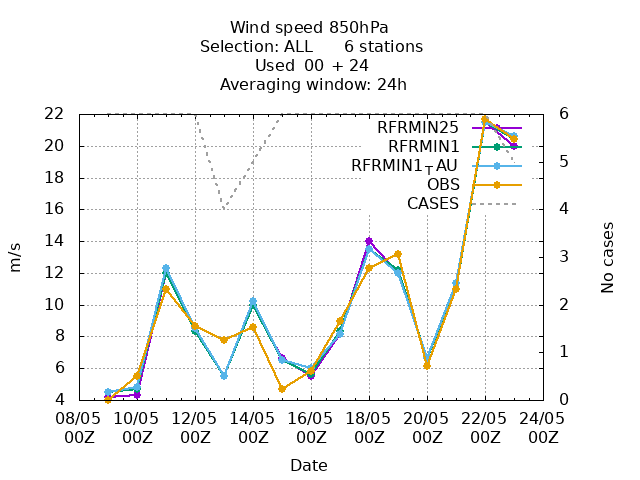 Wind speed 850hPa
Selection: ALL 6 stations
Used 00 + 24
Averaging window: 24h
m/s
22
20
18
16
14
12
10
8
6
4
RFRMIN25
RFRMIN1
RFRMIN1TAU
OBS
CASES
6
5
4
3
2
1
0
No cases
08/05 10/05 12/05 14/05 16/05 18/05 20/05 22/05 24/05
00Z 00Z 00Z 00Z 00Z 00Z 00Z 00Z 00Z
Date